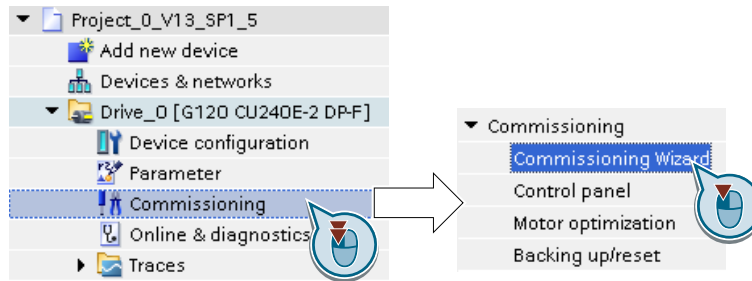 Project_0_V13_SP1_5
Add new device
Devices & networks
Drive_0 [G120 CU240E-2 DP-F]
Device configuration
Parameter
Commissioning
Online & diagnostics
Traces
Commissioning
Commissioning Wizard
Control panel
Motor optimization
Backing up/reset